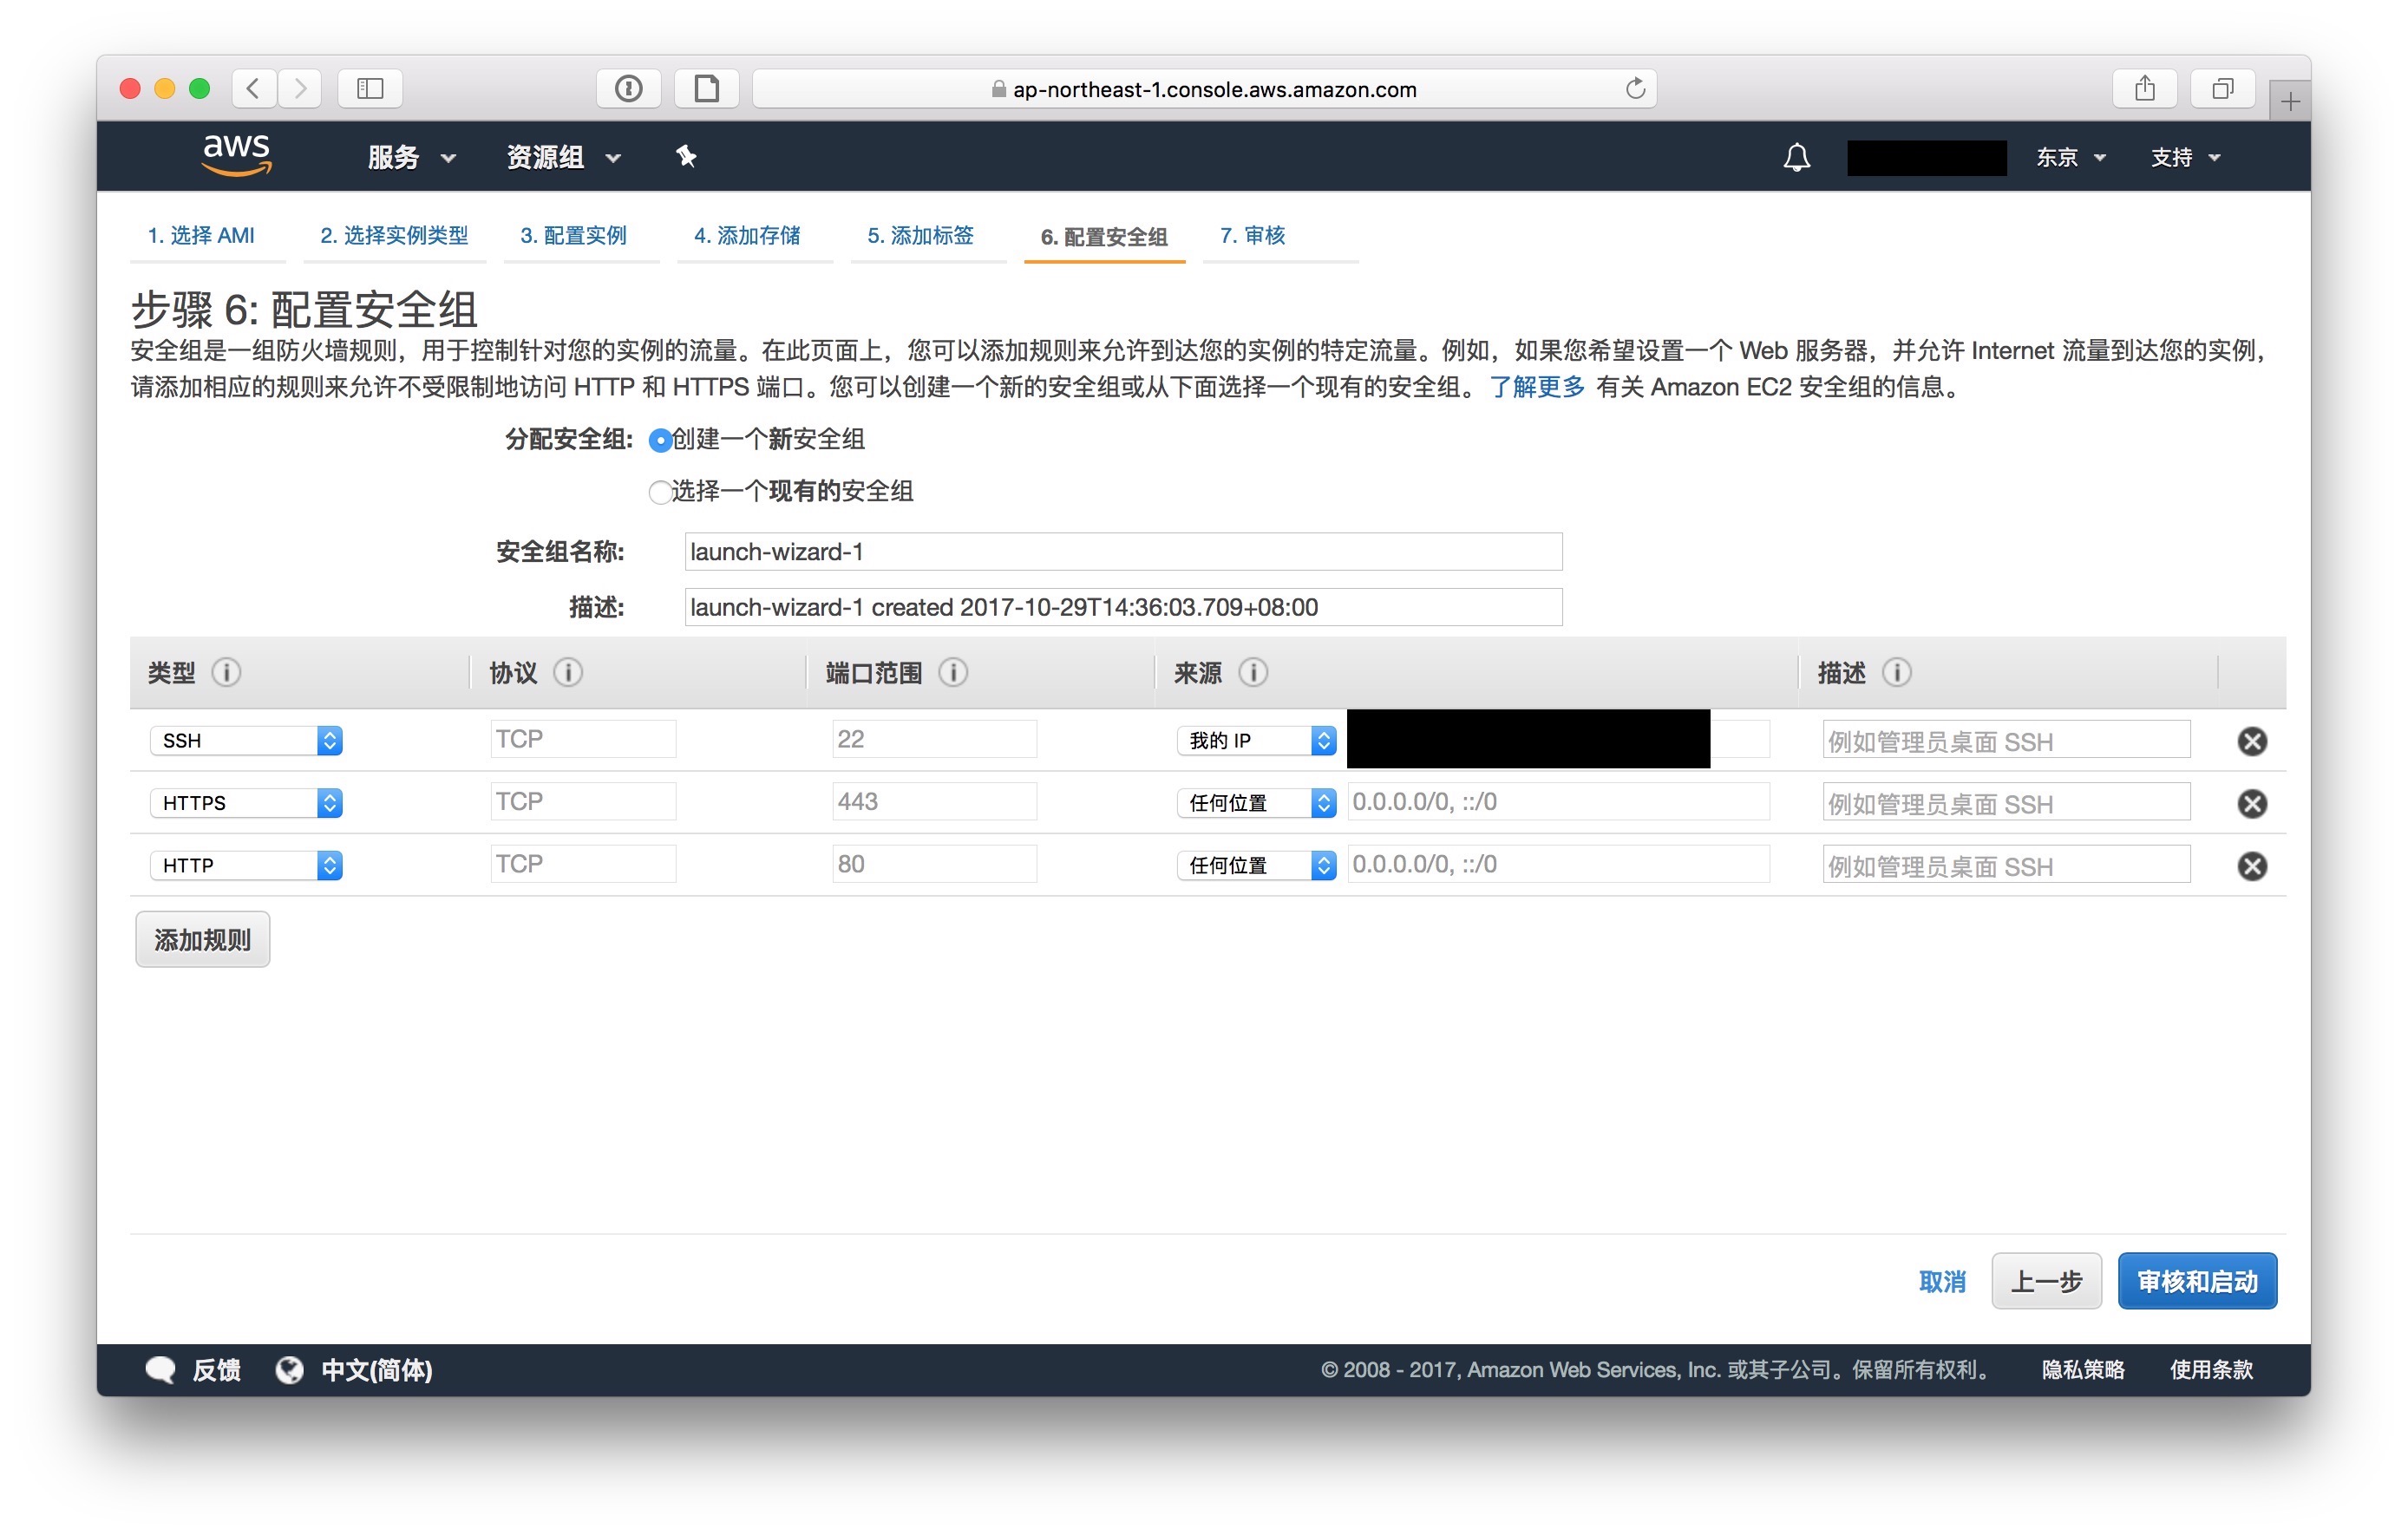 ap-northeast-1.console.aws.amazon.com
aws 服务 资源组 东京 支持
1. 选择 AMI 2. 选择实例类型 3. 配置实例 4. 添加存储 5. 添加标签 6. 配置安全组 7. 审核
步骤 6: 配置安全组
安全组是一组防火墙规则，用于控制针对您的实例的流量。在此页面上，您可以添加规则来允许到达您的实例的特定流量。例如，如果您希望设置一个 Web 服务器，并允许 Internet 流量到达您的实例，
请添加相应的规则来允许不受限制地访问 HTTP 和 HTTPS 端口。您可以创建一个新的安全组或从下面选择一个现有的安全组。 了解更多 有关 Amazon EC2 安全组的信息。
分配安全组: 创建一个新安全组
选择一个现有的安全组
安全组名称: launch-wizard-1
描述: launch-wizard-1 created 2017-10-29T14:36:03.709+08:00
类型 协议 端口范围 来源 描述
SSH TCP 22 我的 IP 例如管理员桌面 SSH
HTTPS TCP 443 任何位置 0.0.0.0/0, ::/0 例如管理员桌面 SSH
HTTP TCP 80 任何位置 0.0.0.0/0, ::/0 例如管理员桌面 SSH
添加规则
取消 上一步 审核和启动
反馈 中文(简体) © 2008 - 2017, Amazon Web Services, Inc. 或其子公司。保留所有权利。 隐私策略 使用条款